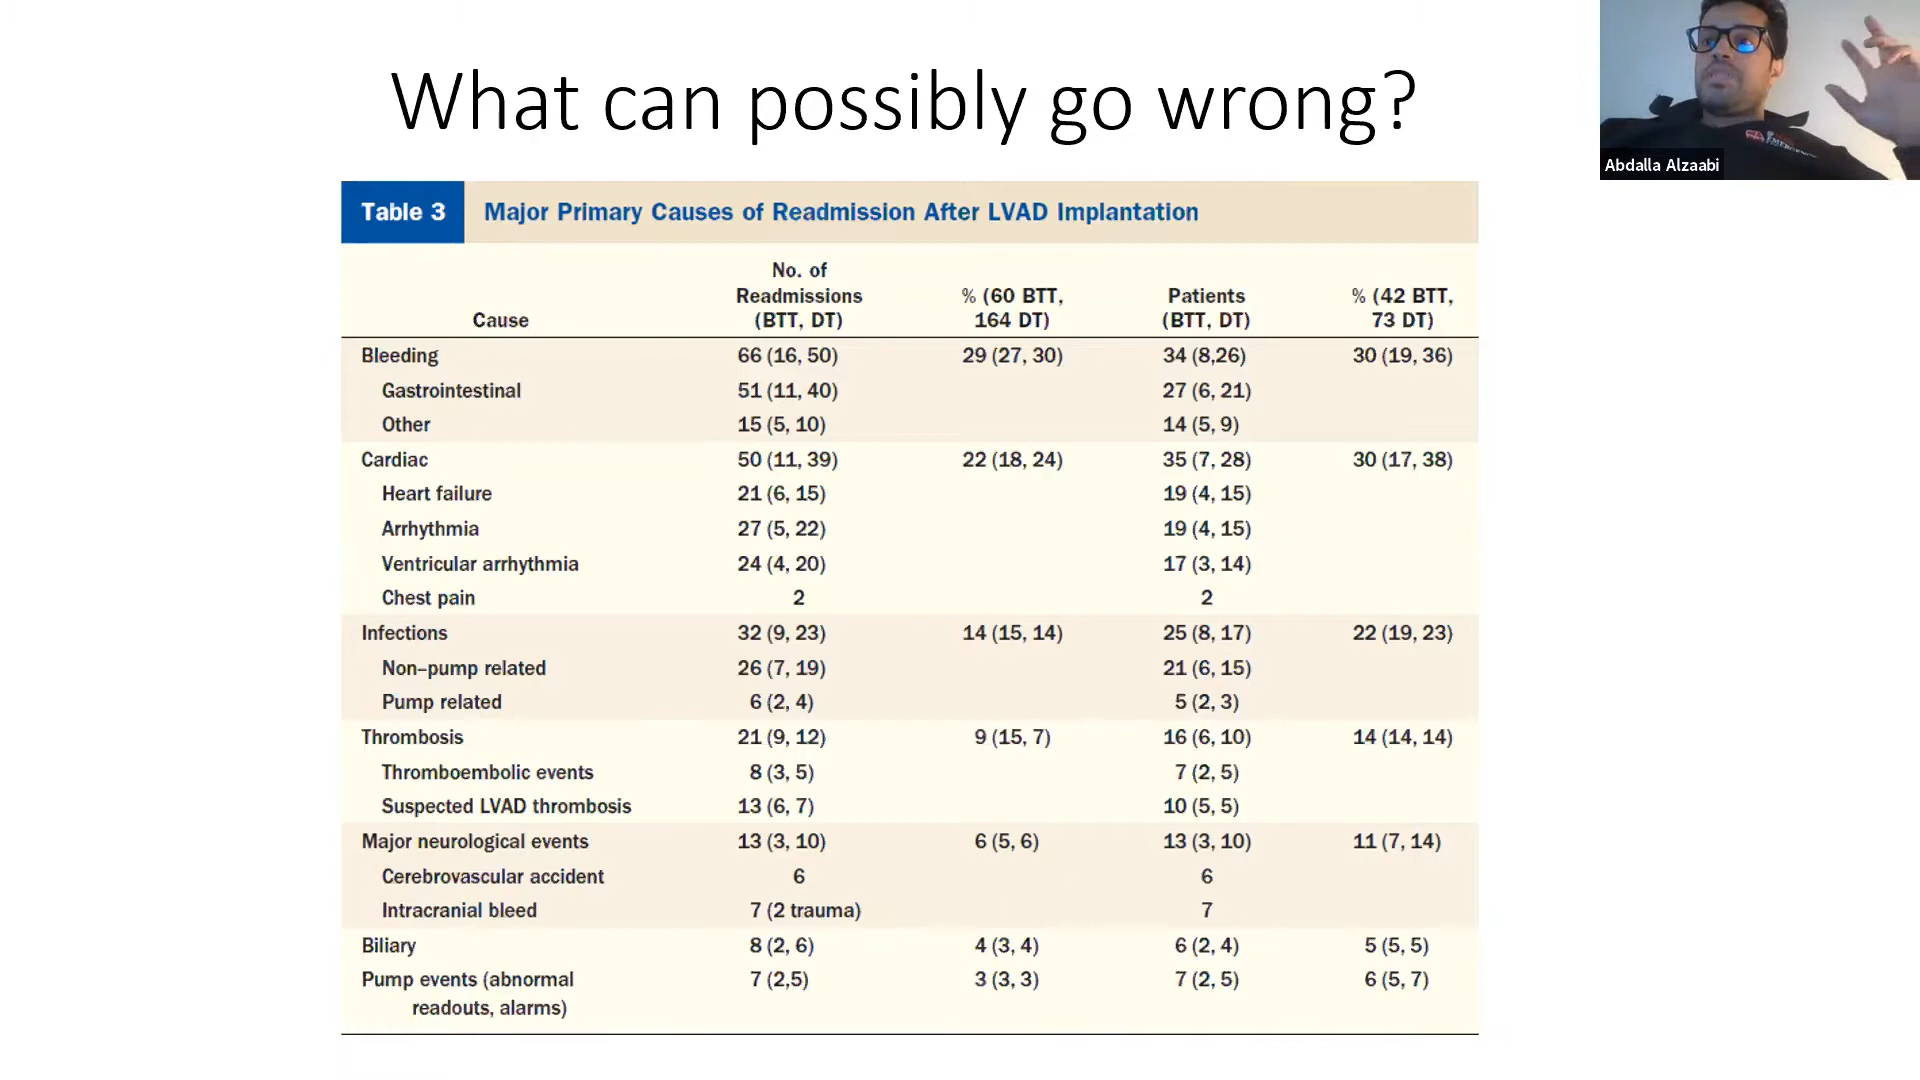 What can possibly go wrong?
Abdalla Alzaabi
Table 3 Major Primary Causes of Readmission After LVAD Implantation
Cause No. of Readmissions (BTT, DT) % (60 BTT, 164 DT) Patients (BTT, DT) % (42 BTT, 73 DT)
Bleeding 66 (16, 50) 29 (27, 30) 34 (8,26) 30 (19, 36)
Gastrointestinal 51 (11, 40) 27 (6, 21)
Other 15 (5, 10) 14 (5, 9)
Cardiac 50 (11, 39) 22 (18, 24) 35 (7, 28) 30 (17, 38)
Heart failure 21 (6, 15) 19 (4, 15)
Arrhythmia 27 (5, 22) 19 (4, 15)
Ventricular arrhythmia 24 (4, 20) 17 (3, 14)
Chest pain 2 2
Infections 32 (9, 23) 14 (15, 14) 25 (8, 17) 22 (19, 23)
Non–pump related 26 (7, 19) 21 (6, 15)
Pump related 6 (2, 4) 5 (2, 3)
Thrombosis 21 (9, 12) 9 (15, 7) 16 (6, 10) 14 (14, 14)
Thromboembolic events 8 (3, 5) 7 (2, 5)
Suspected LVAD thrombosis 13 (6, 7) 10 (5, 5)
Major neurological events 13 (3, 10) 6 (5, 6) 13 (3, 10) 11 (7, 14)
Cerebrovascular accident 6 6
Intracranial bleed 7 (2 trauma) 7
Biliary 8 (2, 6) 4 (3, 4) 6 (2, 4) 5 (5, 5)
Pump events (abnormal 7 (2,5) 3 (3, 3) 7 (2, 5) 6 (5, 7)
readouts, alarms)